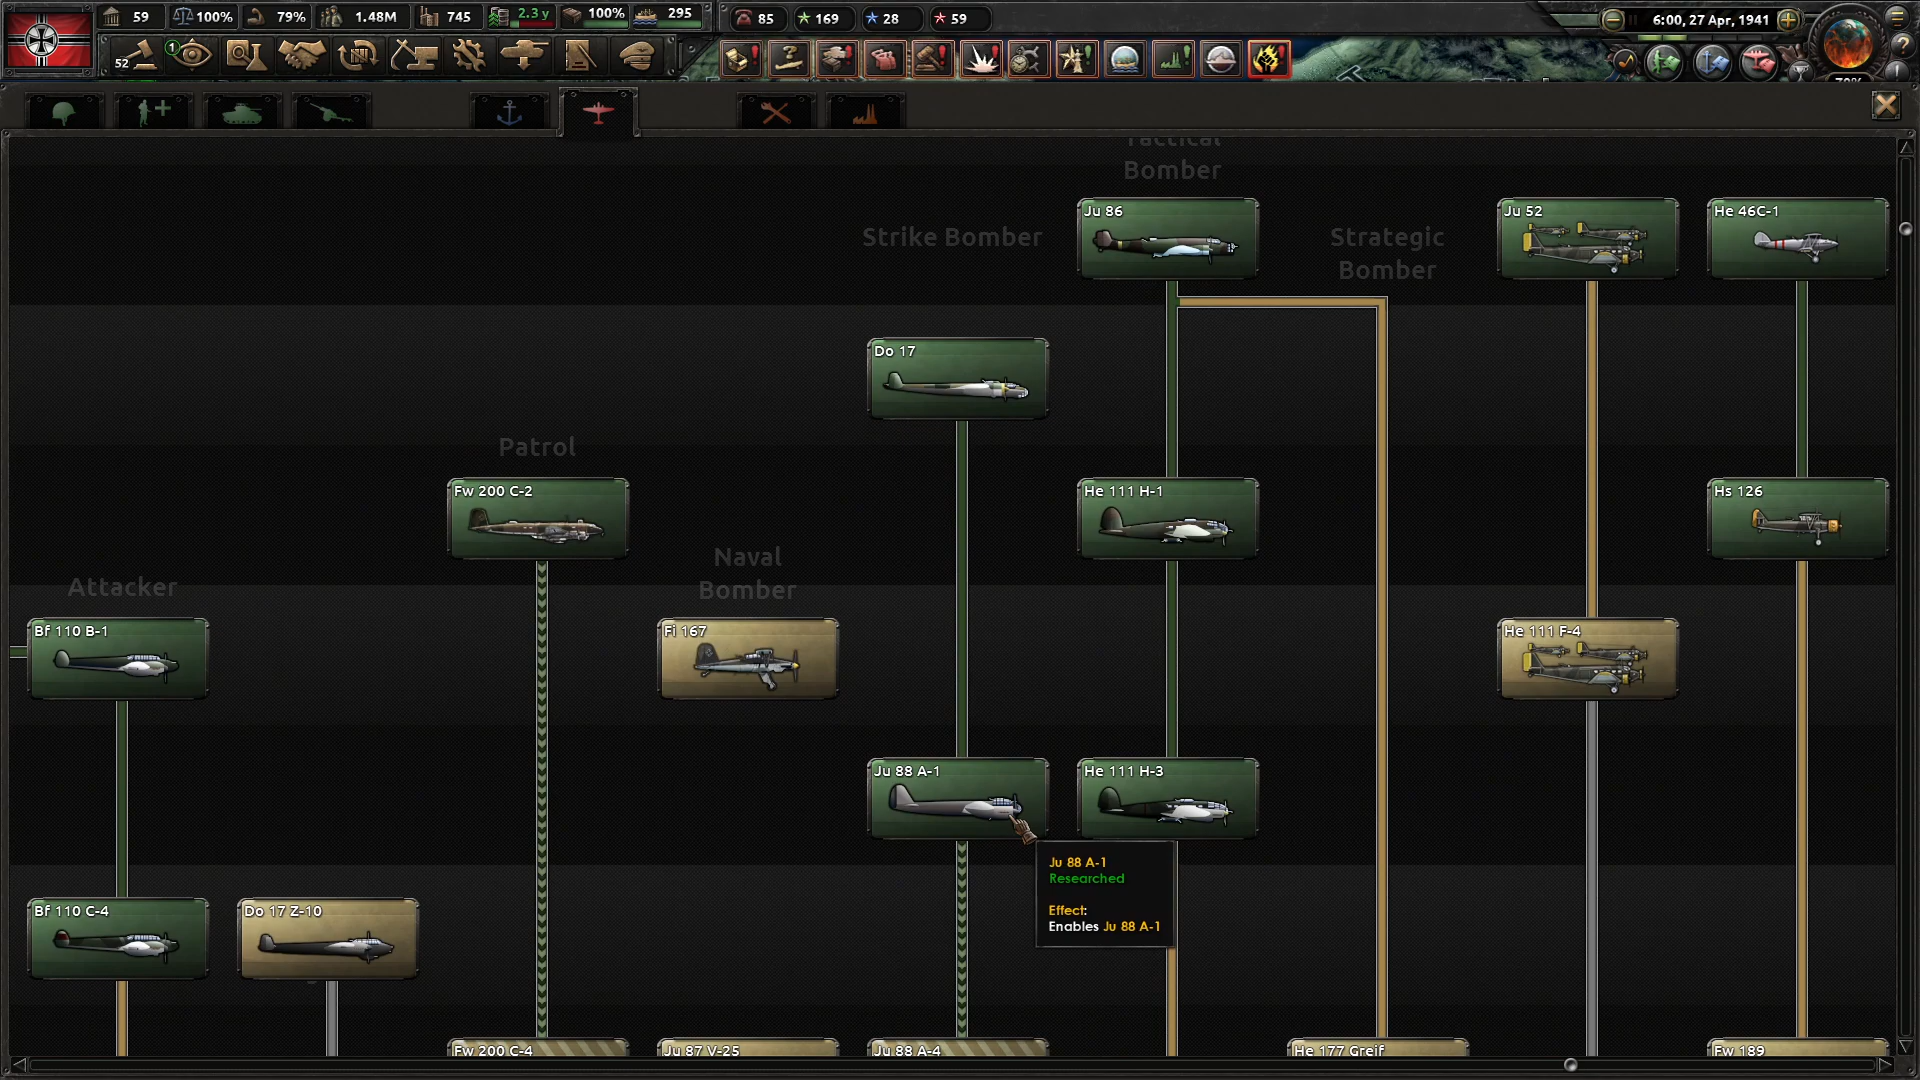 59
100%
79%
1.48M
745
2.3 y
100%
295
85
169
28
59
6:00, 27 Apr, 1941
52
1
Tactical
Bomber
Strike Bomber
Strategic
Bomber
Ju 86
Ju 52
He 46C-1
Do 17
Patrol
Fw 200 C-2
He 111 H-1
Hs 126
Naval
Bomber
Attacker
Bf 110 B-1
Fi 167
He 111 F-4
Ju 88 A-1
He 111 H-3
Ju 88 A-1
Researched
Effect:
Enables Ju 88 A-1
Bf 110 C-4
Do 17 Z-10
Fw 200 C-4
Ju 87 V-25
Ju 88 A-4
He 177 Greif
Fw 189